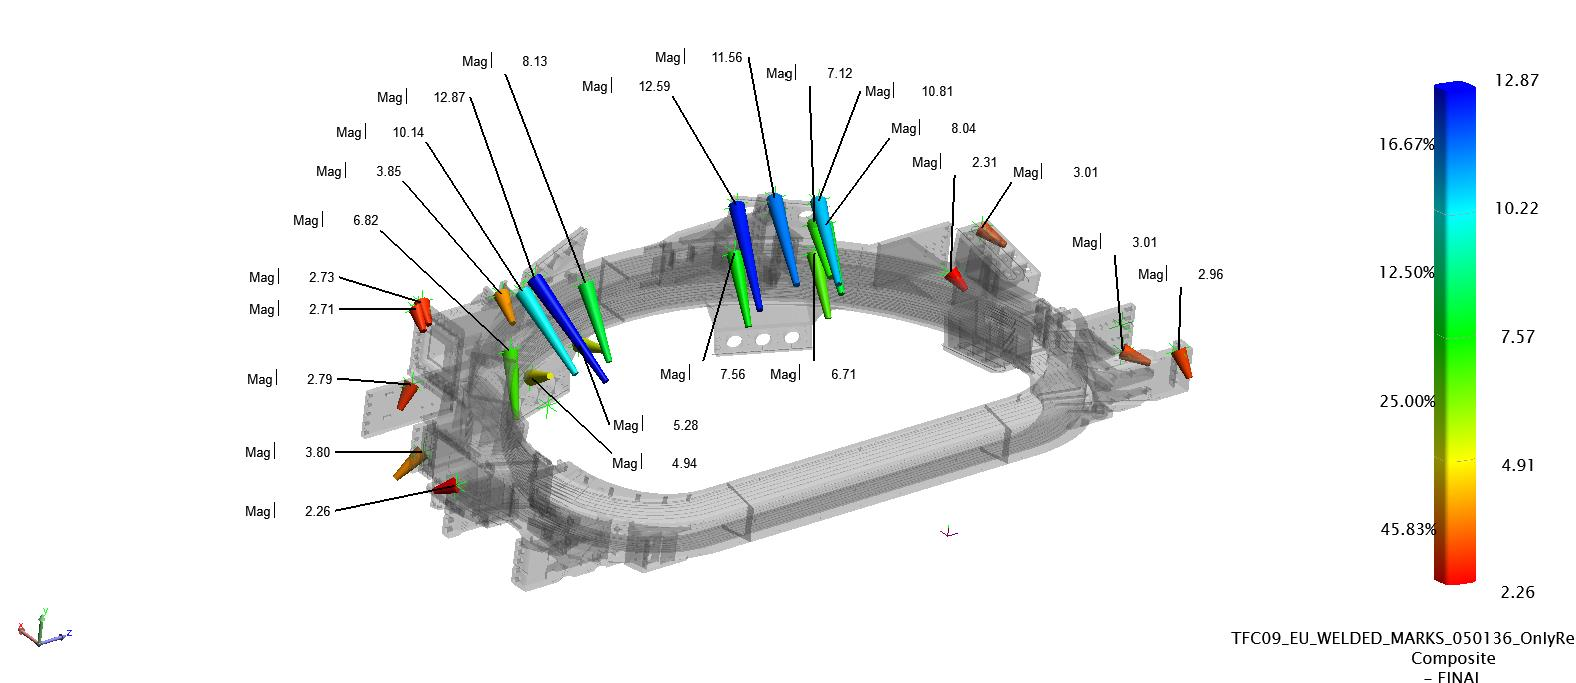 Mag| 8.13
Mag| 11.56
Mag| 7.12
Mag| 12.59
Mag| 10.81
Mag| 12.87
Mag| 10.14
Mag| 8.04
Mag| 3.85
Mag| 2.31
Mag| 3.01
Mag| 6.82
Mag| 3.01
Mag| 2.73
Mag| 2.96
Mag| 2.71
Mag| 2.79
Mag| 7.56
Mag| 6.71
Mag| 5.28
Mag| 3.80
Mag| 4.94
Mag| 2.26
12.87
16.67%
10.22
12.50%
7.57
25.00%
4.91
45.83%
2.26
x
y
z
TFC09_EU_WELDED_MARKS_050136_OnlyRe
Composite
- FINAL